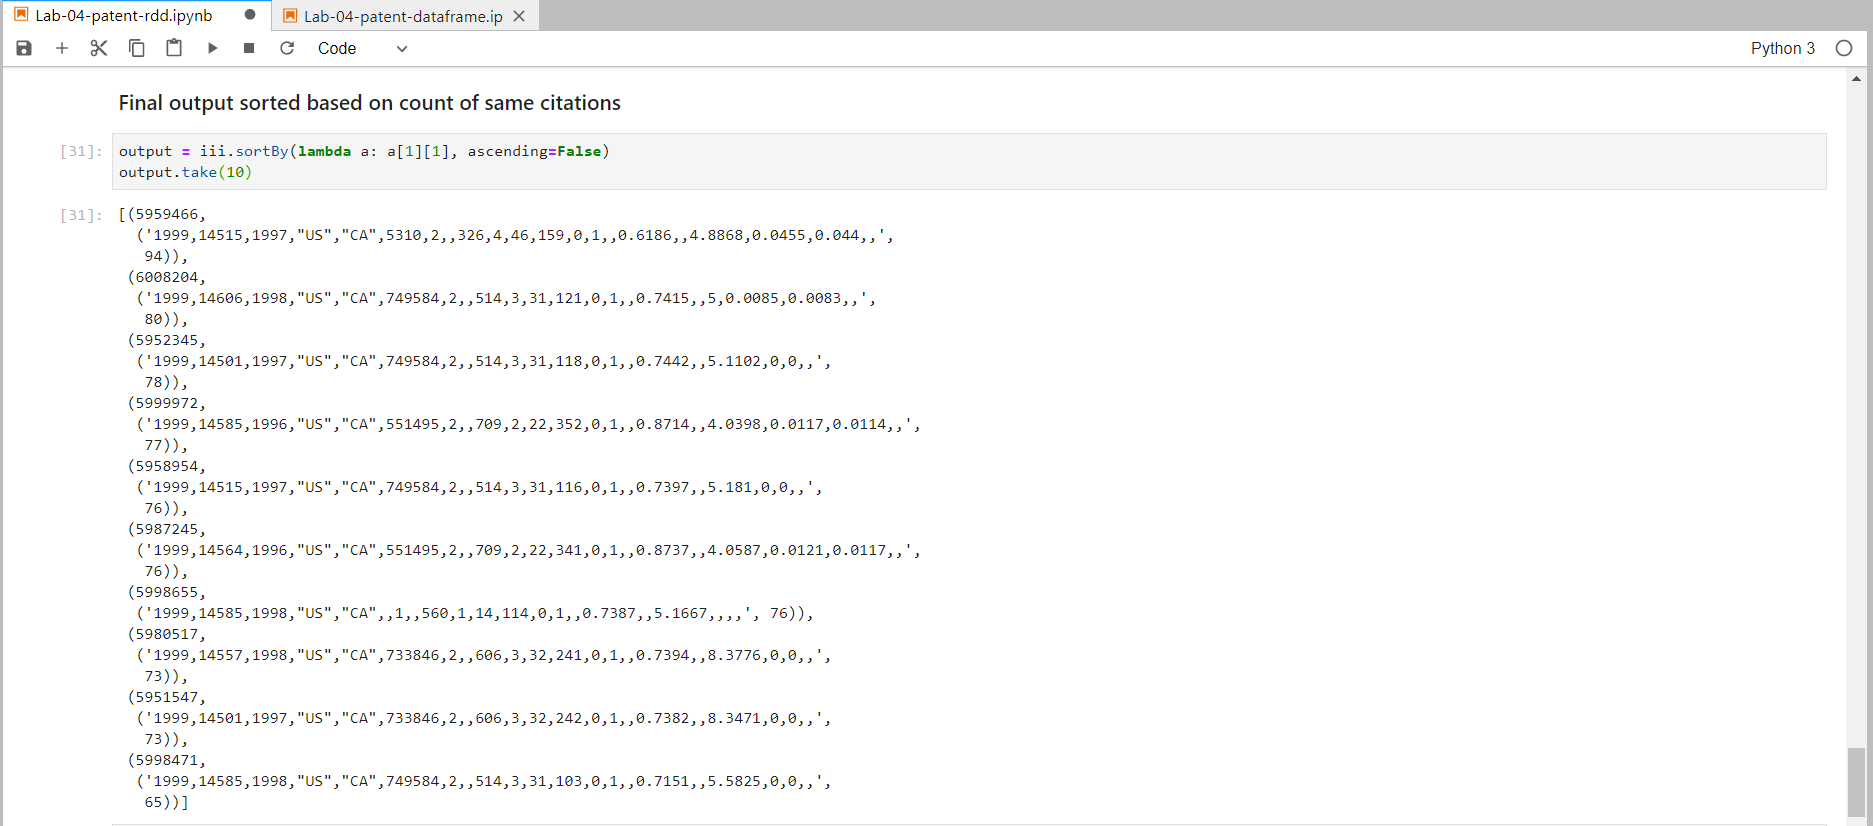 Lab-04-patent-rdd.ipynb
Lab-04-patent-dataframe.ip
Code
Python 3
Final output sorted based on count of same citations
[31]: output = iii.sortBy(lambda a: a[1][1], ascending=False)
output.take(10)
[31]: [(5959466,
('1999,14515,1997,"US","CA",5310,2,,326,4,46,159,0,1,,0.6186,,4.8868,0.0455,0.044,,',
94)),
(6008204,
('1999,14606,1998,"US","CA",749584,2,,514,3,31,121,0,1,,0.7415,,5,0.0085,0.0083,,',
80)),
(5952345,
('1999,14501,1997,"US","CA",749584,2,,514,3,31,118,0,1,,0.7442,,5.1102,0,0,,',
78)),
(5999972,
('1999,14585,1996,"US","CA",551495,2,,709,2,22,352,0,1,,0.8714,,4.0398,0.0117,0.0114,,',
77)),
(5958954,
('1999,14515,1997,"US","CA",749584,2,,514,3,31,116,0,1,,0.7397,,5.181,0,0,,',
76)),
(5987245,
('1999,14564,1996,"US","CA",551495,2,,709,2,22,341,0,1,,0.8737,,4.0587,0.0121,0.0117,,',
76)),
(5998655,
('1999,14585,1998,"US","CA",,1,,560,1,14,114,0,1,,0.7387,,5.1667,,,,', 76)),
(5980517,
('1999,14557,1998,"US","CA",733846,2,,606,3,32,241,0,1,,0.7394,,8.3776,0,0,,',
73)),
(5951547,
('1999,14501,1997,"US","CA",733846,2,,606,3,32,242,0,1,,0.7382,,8.3471,0,0,,',
73)),
(5998471,
('1999,14585,1998,"US","CA",749584,2,,514,3,31,103,0,1,,0.7151,,5.5825,0,0,,',
65))]